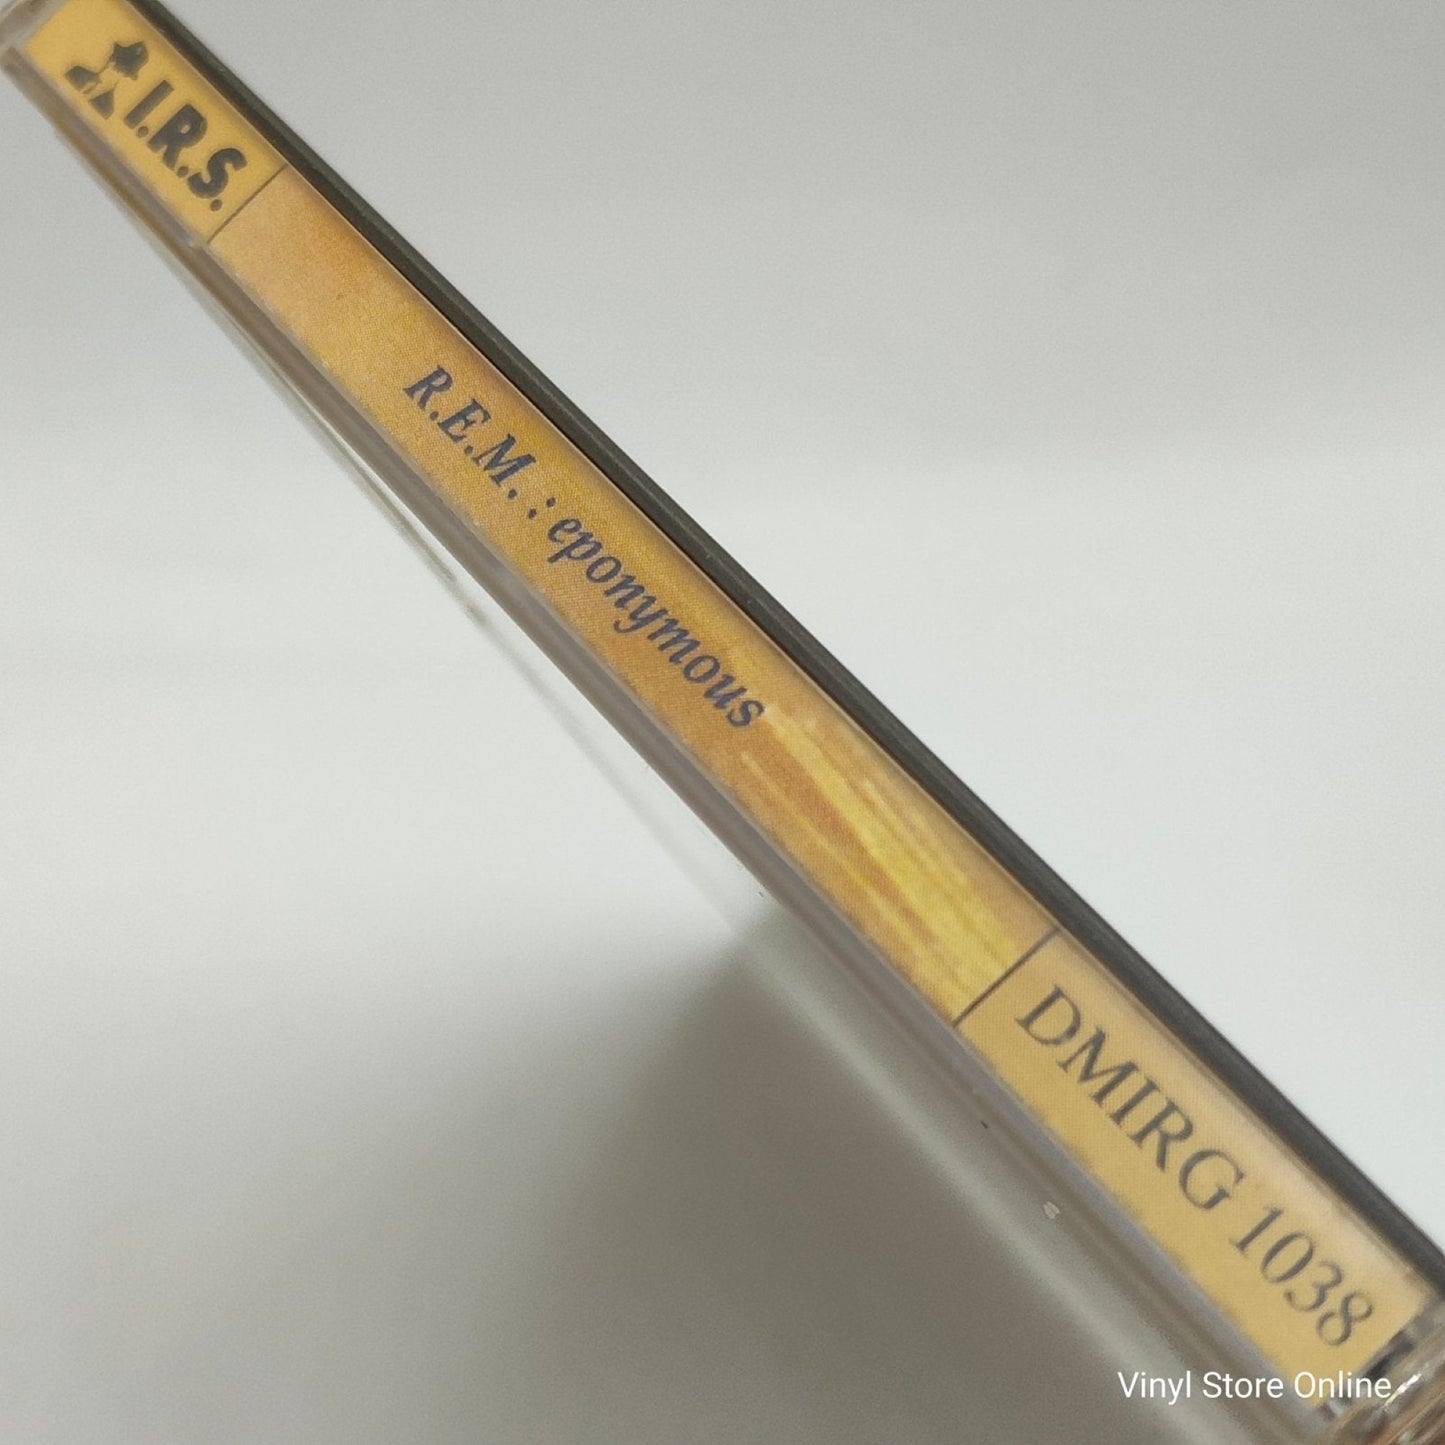 I.R.S.
R.E.M. : eponymous
DMIRG 1038
Vinyl Store Online